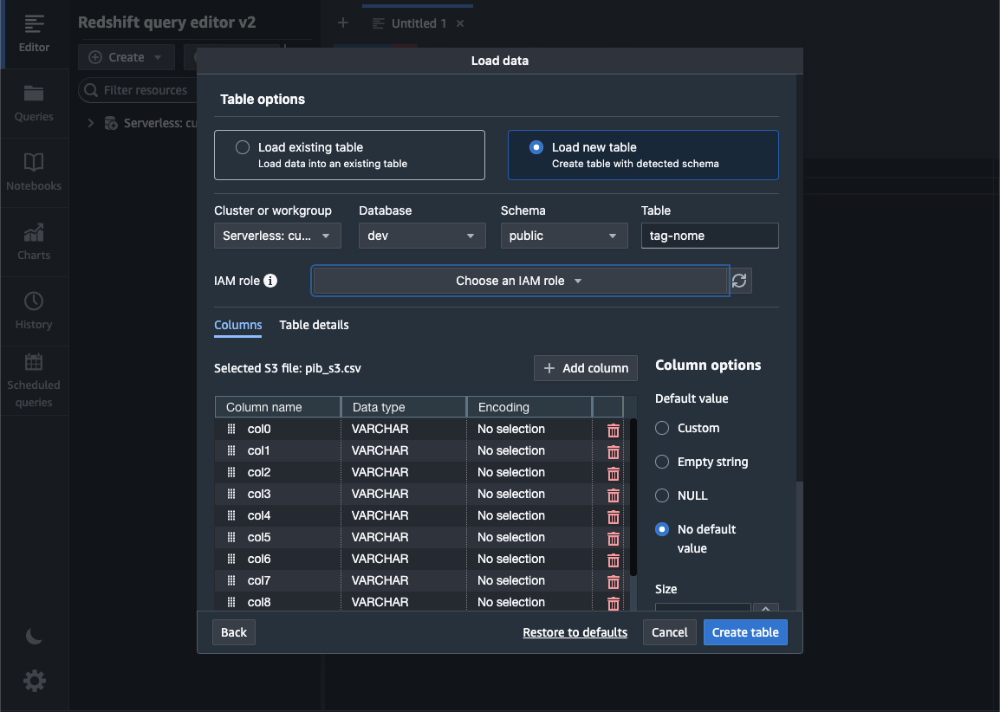 Redshift query editor v2
Untitled 1
Editor
Create
Load data
Filter resources
Table options
Queries
Serverless: cu
Load existing table
Load data into an existing table
Load new table
Create table with detected schema
Notebooks
Cluster or workgroup
Database
Schema
Table
Serverless: cu...
dev
public
tag-nome
Charts
IAM role
Choose an IAM role
History
Columns
Table details
Selected S3 file: pib_s3.csv
Add column
Column options
Scheduled
queries
Default value
Column name Data type Encoding
col0 VARCHAR No selection
Custom
col1 VARCHAR No selection
Empty string
col2 VARCHAR No selection
col3 VARCHAR No selection
NULL
col4 VARCHAR No selection
No default
value
col5 VARCHAR No selection
col6 VARCHAR No selection
col7 VARCHAR No selection
Size
col8 VARCHAR No selection
Back
Restore to defaults
Cancel
Create table